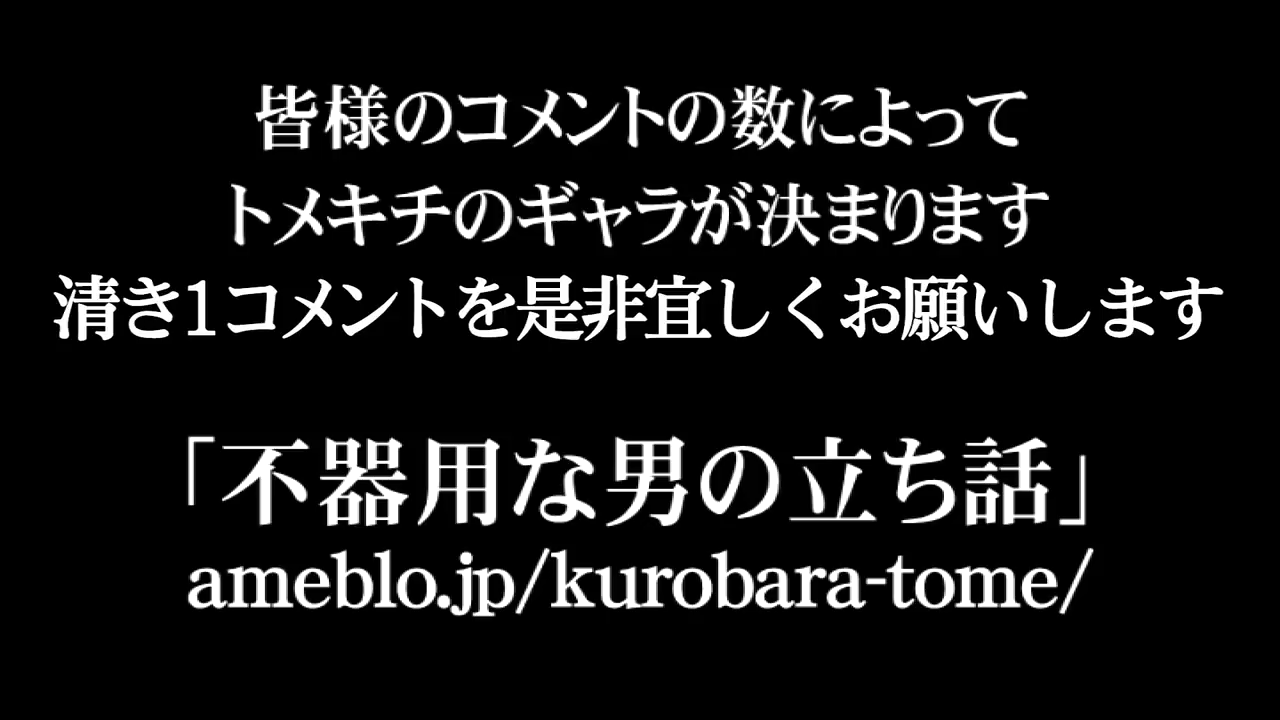 皆様のコメントの数によって
トメキチのギャラが決まります
清き1コメントを是非宜しくお願いします
「不器用な男の立ち話」
ameblo.jp/kurobara-tome/